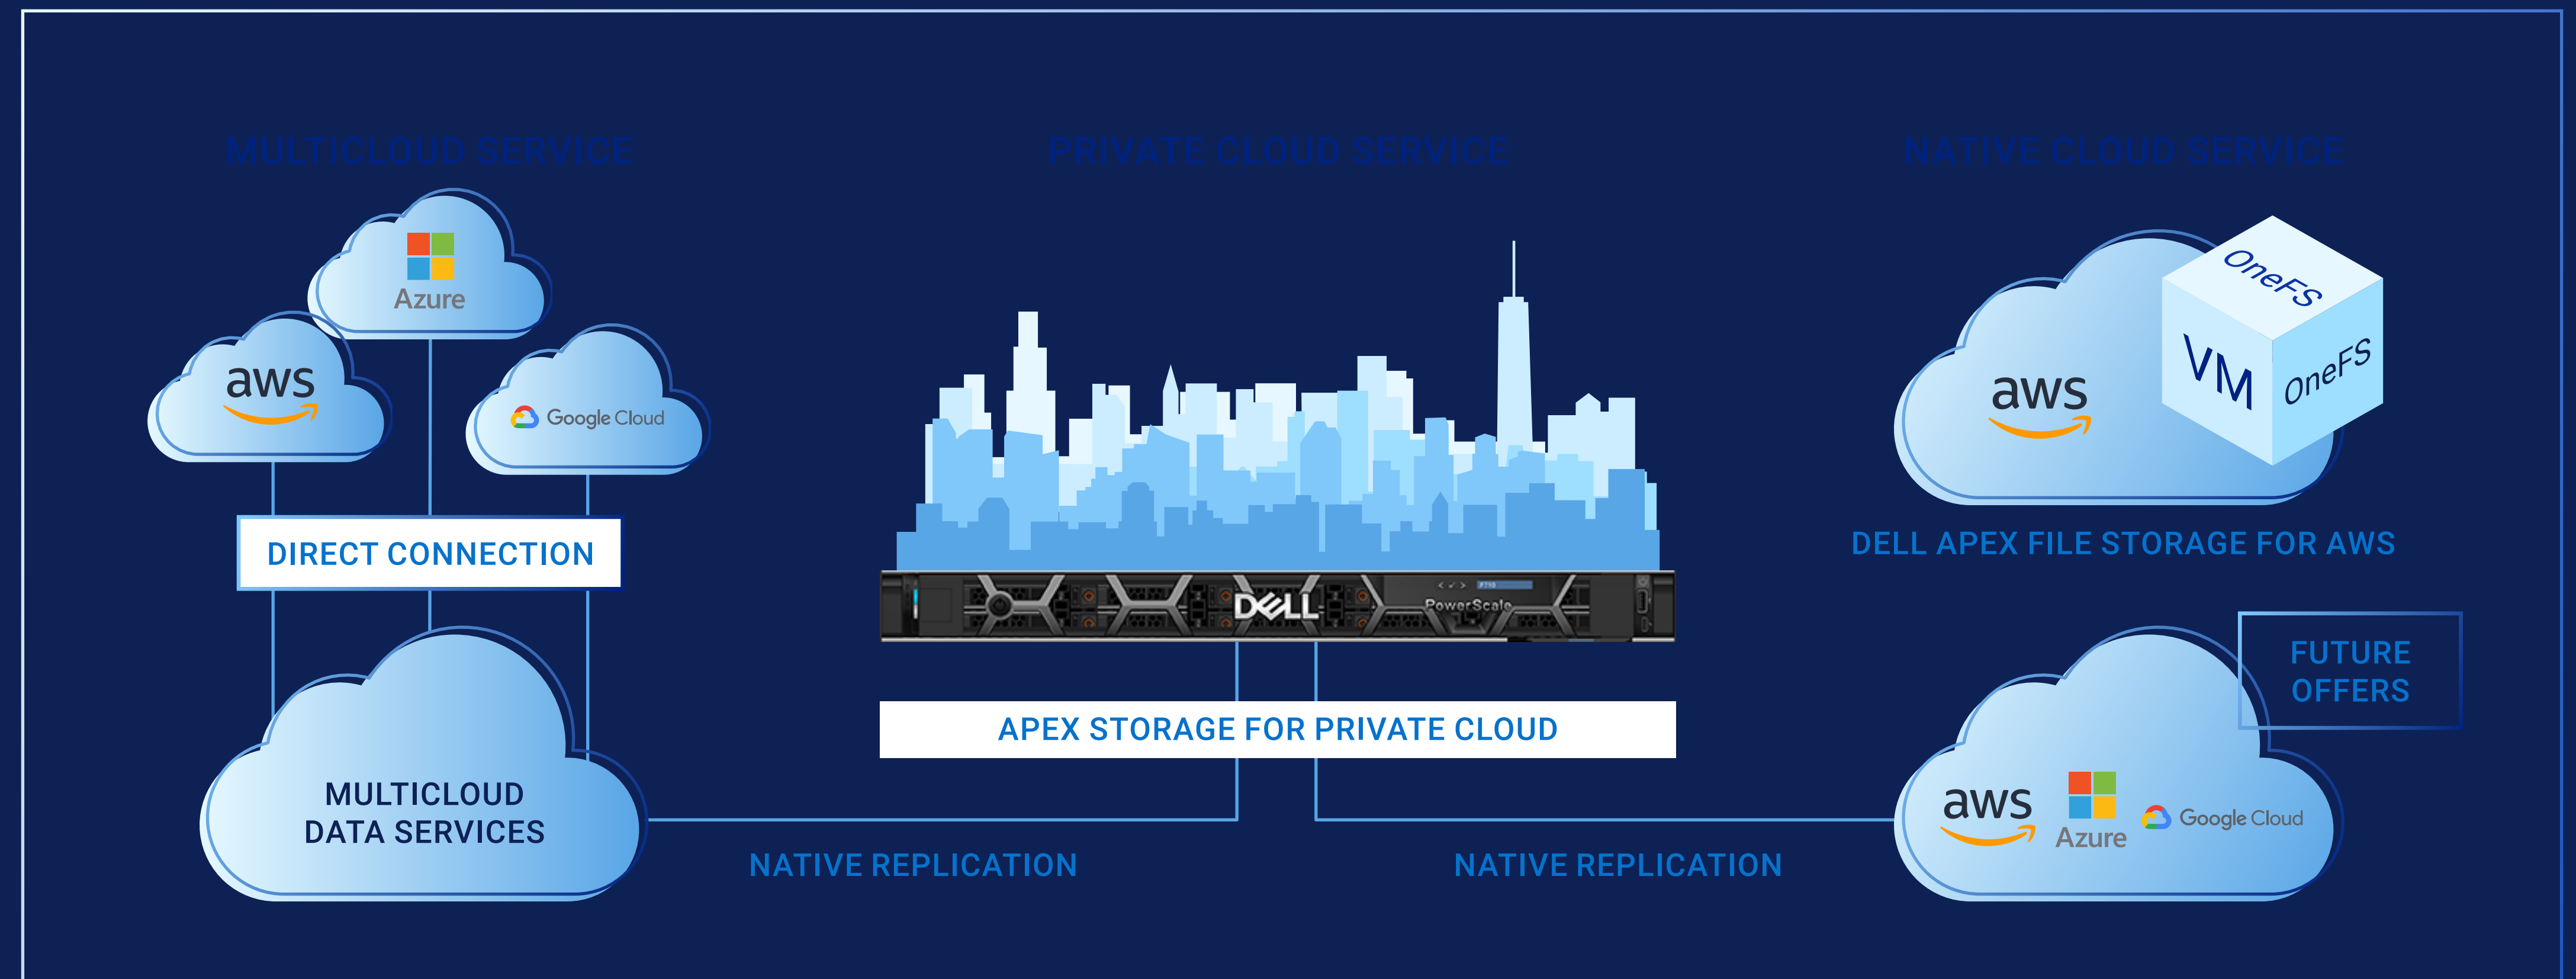 MULTICLOUD SERVICE
Azure
aws
Google Cloud
DIRECT CONNECTION
MULTICLOUD
DATA SERVICES
NATIVE REPLICATION
PRIVATE CLOUD SERVICE
DELL
F710
PowerScale
APEX STORAGE FOR PRIVATE CLOUD
NATIVE REPLICATION
NATIVE CLOUD SERVICE
aws
OneFS
VM
OneFS
DELL APEX FILE STORAGE FOR AWS
FUTURE
OFFERS
aws
Azure
Google Cloud